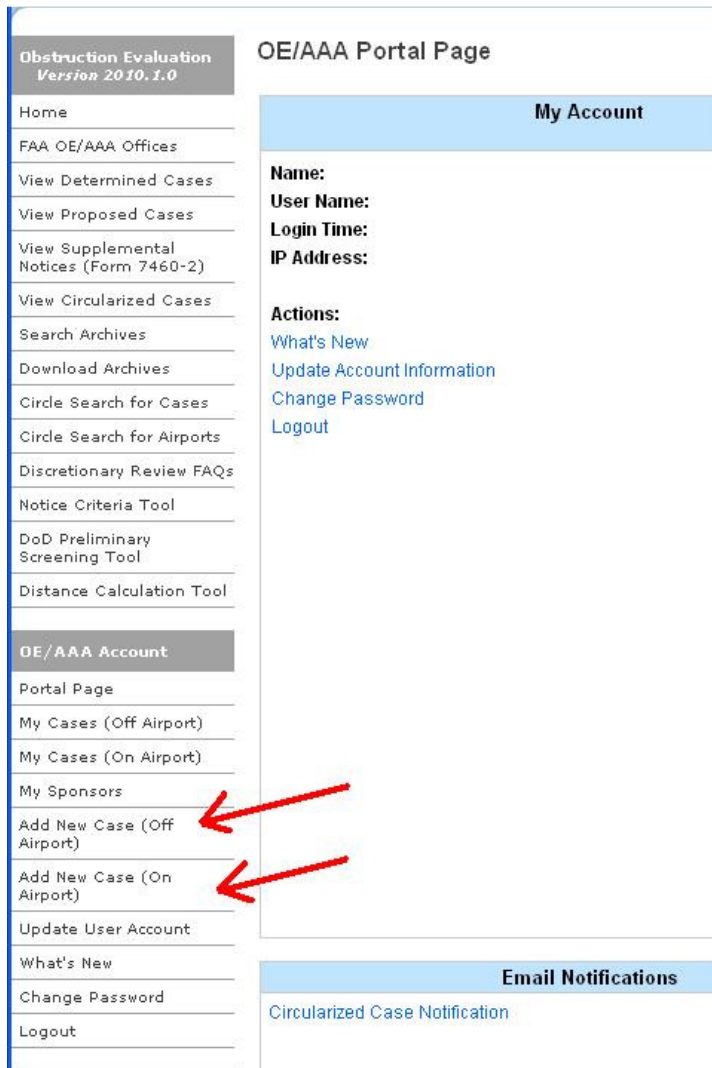 Obstruction Evaluation
Version 2010.1.0
Home
FAA OE/AAA Offices
View Determined Cases
View Proposed Cases
View Supplemental
Notices (Form 7460-2)
View Circularized Cases
Search Archives
Download Archives
Circle Search for Cases
Circle Search for Airports
Discretionary Review FAQs
Notice Criteria Tool
DoD Preliminary
Screening Tool
Distance Calculation Tool
OE/AAA Account
Portal Page
My Cases (Off Airport)
My Cases (On Airport)
My Sponsors
Add New Case (Off
Airport)
Add New Case (On
Airport)
Update User Account
What's New
Change Password
Logout
OE/AAA Portal Page
My Account
Name:
User Name:
Login Time:
IP Address:
Actions:
What's New
Update Account Information
Change Password
Logout
Email Notifications
Circularized Case Notification